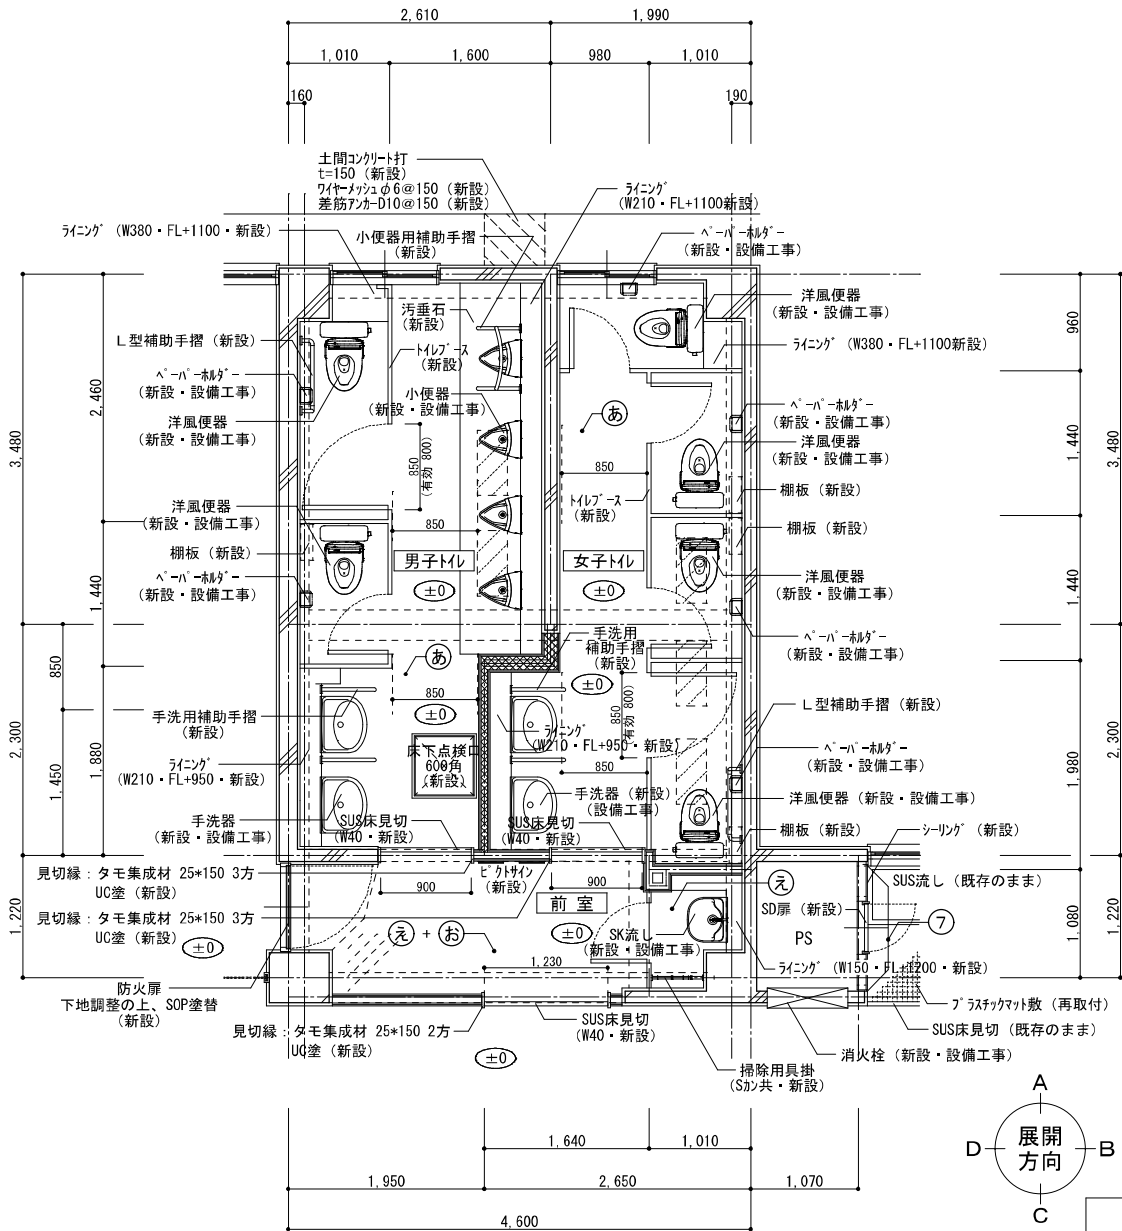 2,610
1,990
1,010
1,600
980
1,010
160
190
土間コンクリート打
t=150（新設）
ワイヤーメッシュφ6@150（新設）
差筋アンカーD10@150（新設）
ライニング
（W210・FL+1100新設）
ライニング（W380・FL+1100・新設）
小便器用補助手摺
（新設）
ペーパーホルダー
（新設・設備工事）
汚垂石
（新設）
洋風便器
（新設・設備工事）
960
L型補助手摺（新設）
トイレブース
（新設）
ライニング（W380・FL+1100新設）
ペーパーホルダー
（新設・設備工事）
小便器
（新設・設備工事）
2,460
あ
ペーパーホルダー
（新設・設備工事）
洋風便器
（新設・設備工事）
洋風便器
（新設・設備工事）
1,440
3,480
3,480
850
（有効 800）
850
棚板（新設）
トイレブース
（新設）
洋風便器
（新設・設備工事）
850
棚板（新設）
棚板（新設）
男子トイレ
女子トイレ
ペーパーホルダー
（新設・設備工事）
洋風便器
（新設・設備工事）
±0
±0
1,440
1,440
手洗用
補助手摺
（新設）
ペーパーホルダー
（新設・設備工事）
あ
850
±0
850
850
（有効 800）
L型補助手摺（新設）
手洗用補助手摺
（新設）
±0
ライニング
（W210・FL+950・新設）
床下点検口
600角
（新設）
ペーパーホルダー
（新設・設備工事）
2,300
1,880
1,450
1,980
2,300
ライニング
（W210・FL+950・新設）
850
手洗器（新設）
（設備工事）
洋風便器（新設・設備工事）
手洗器
（新設・設備工事）
SUS床見切
（W40・新設）
SUS床見切
（W40・新設）
棚板（新設）
シーリング（新設）
見切縁：タモ集成材 25*150 3方
UC塗（新設）
ピクトサイン
（新設）
SUS流し（既存のまま）
900
900
え
前室
SD扉（新設）
見切縁：タモ集成材 25*150 3方
UC塗（新設）
1,220
±0
え + お
±0
SK流し
（新設・設備工事）
PS
7
1,080
1,220
1,230
ライニング（W150・FL+1200・新設）
防火扉
下地調整の上、SOP塗替
（新設）
プラスチックマット敷（再取付）
見切縁：タモ集成材 25*150 2方
UC塗（新設）
SUS床見切
（W40・新設）
SUS床見切（既存のまま）
±0
消火栓（新設・設備工事）
掃除用具掛
（Sカン共・新設）
A
1,640
1,010
D
展開
方向
B
1,950
2,650
1,070
C
4,600